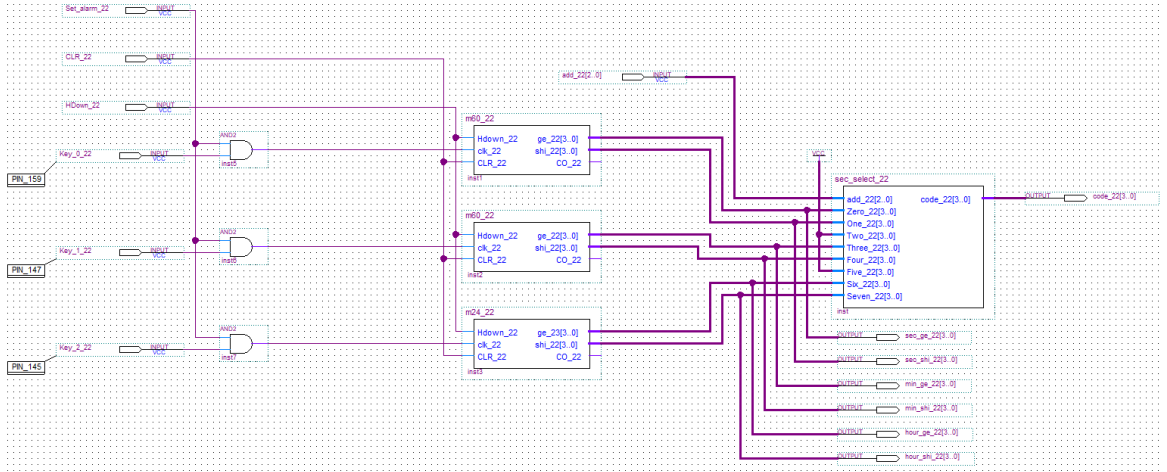 Set_alarm_22 INPUT VCC
CLR_22 INPUT VCC
add_22[2..0] INPUT VCC
HDown_22 INPUT VCC
m60_22
Hdown_22 ge_22[3..0]
clk_22 shi_22[3..0]
CLR_22 CO_22
inst1
AND2
inst5
Key_0_22 INPUT VCC
PIN_159
VCC
sec_select_22
add_22[2..0] code_22[3..0]
Zero_22[3..0]
One_22[3..0]
Two_22[3..0]
Three_22[3..0]
Four_22[3..0]
Five_22[3..0]
Six_22[3..0]
Seven_22[3..0]
inst
OUTPUT code_22[3..0]
m60_22
Hdown_22 ge_22[3..0]
clk_22 shi_22[3..0]
CLR_22 CO_22
inst2
AND2
inst6
Key_1_22 INPUT VCC
PIN_147
m24_22
Hdown_22 ge_23[3..0]
clk_22 shi_22[3..0]
CLR_22 CO_22
inst3
AND2
inst7
Key_2_22 INPUT VCC
PIN_145
OUTPUT sec_ge_22[3..0]
OUTPUT sec_shi_22[3..0]
OUTPUT min_ge_22[3..0]
OUTPUT min_shi_22[3..0]
OUTPUT hour_ge_22[3..0]
OUTPUT hour_shi_22[3..0]